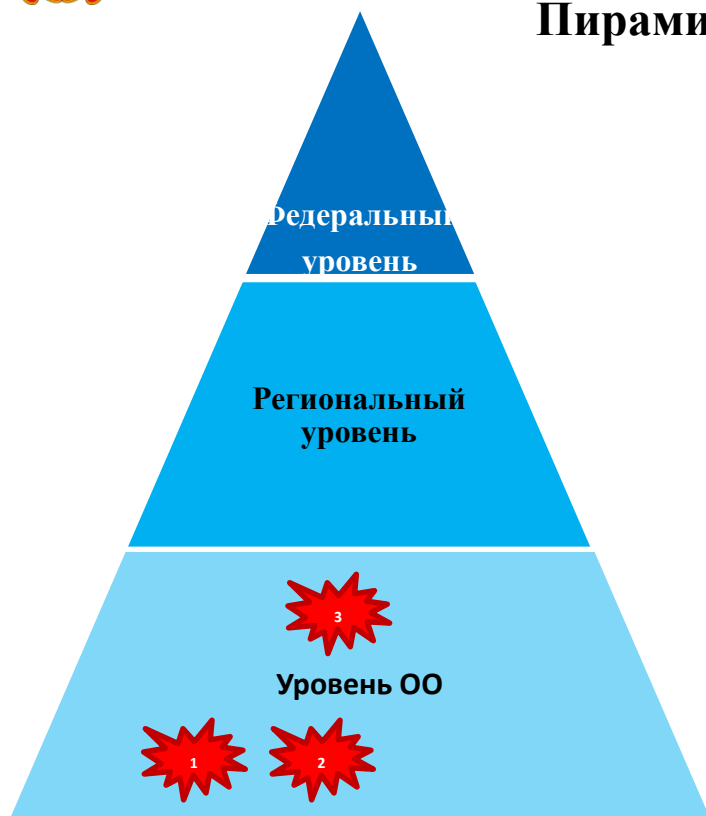 Пирами
Федеральный
уровень
Региональный
уровень
3
Уровень ОО
1
2